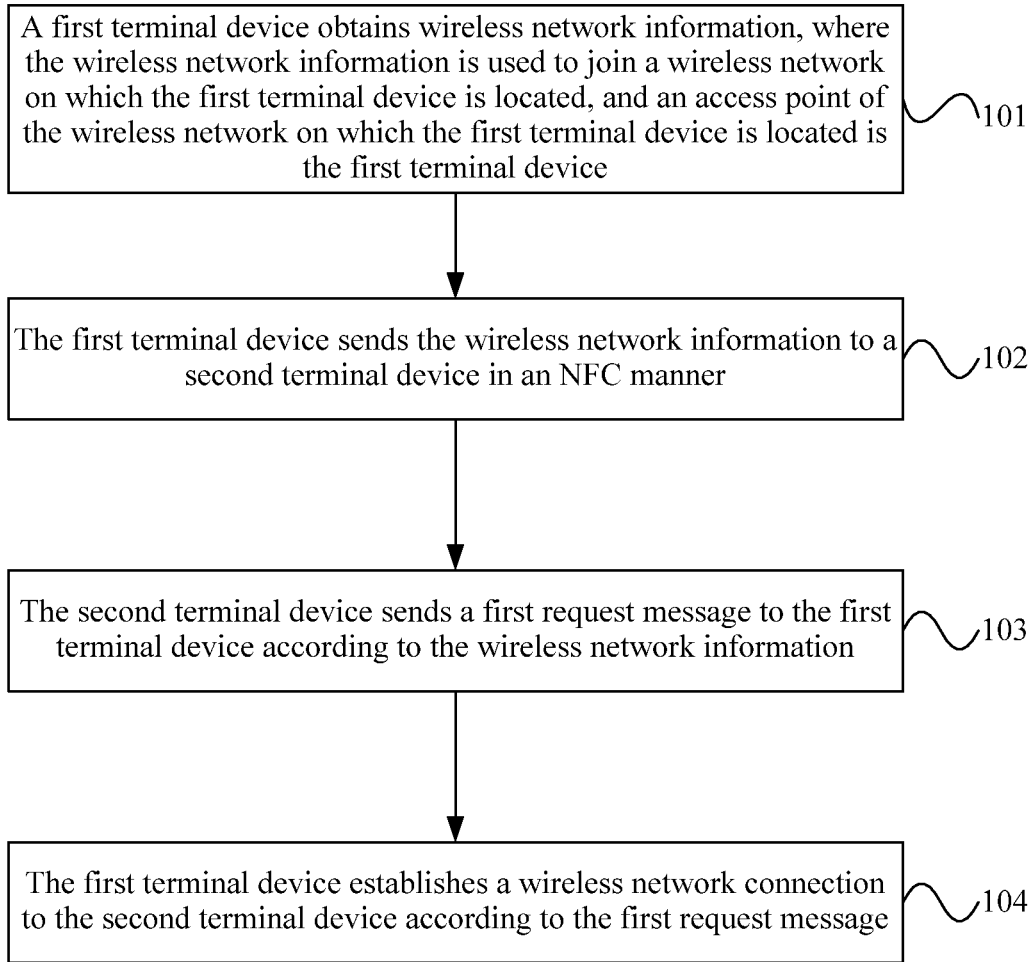 A first terminal device obtains wireless network information, where
the wireless network information is used to join a wireless network
on which the first terminal device is located, and an access point of
the wireless network on which the first terminal device is located is
the first terminal device
101
The first terminal device sends the wireless network information to a
second terminal device in an NFC manner
102
The second terminal device sends a first request message to the first
terminal device according to the wireless network information
103
The first terminal device establishes a wireless network connection
to the second terminal device according to the first request message
104